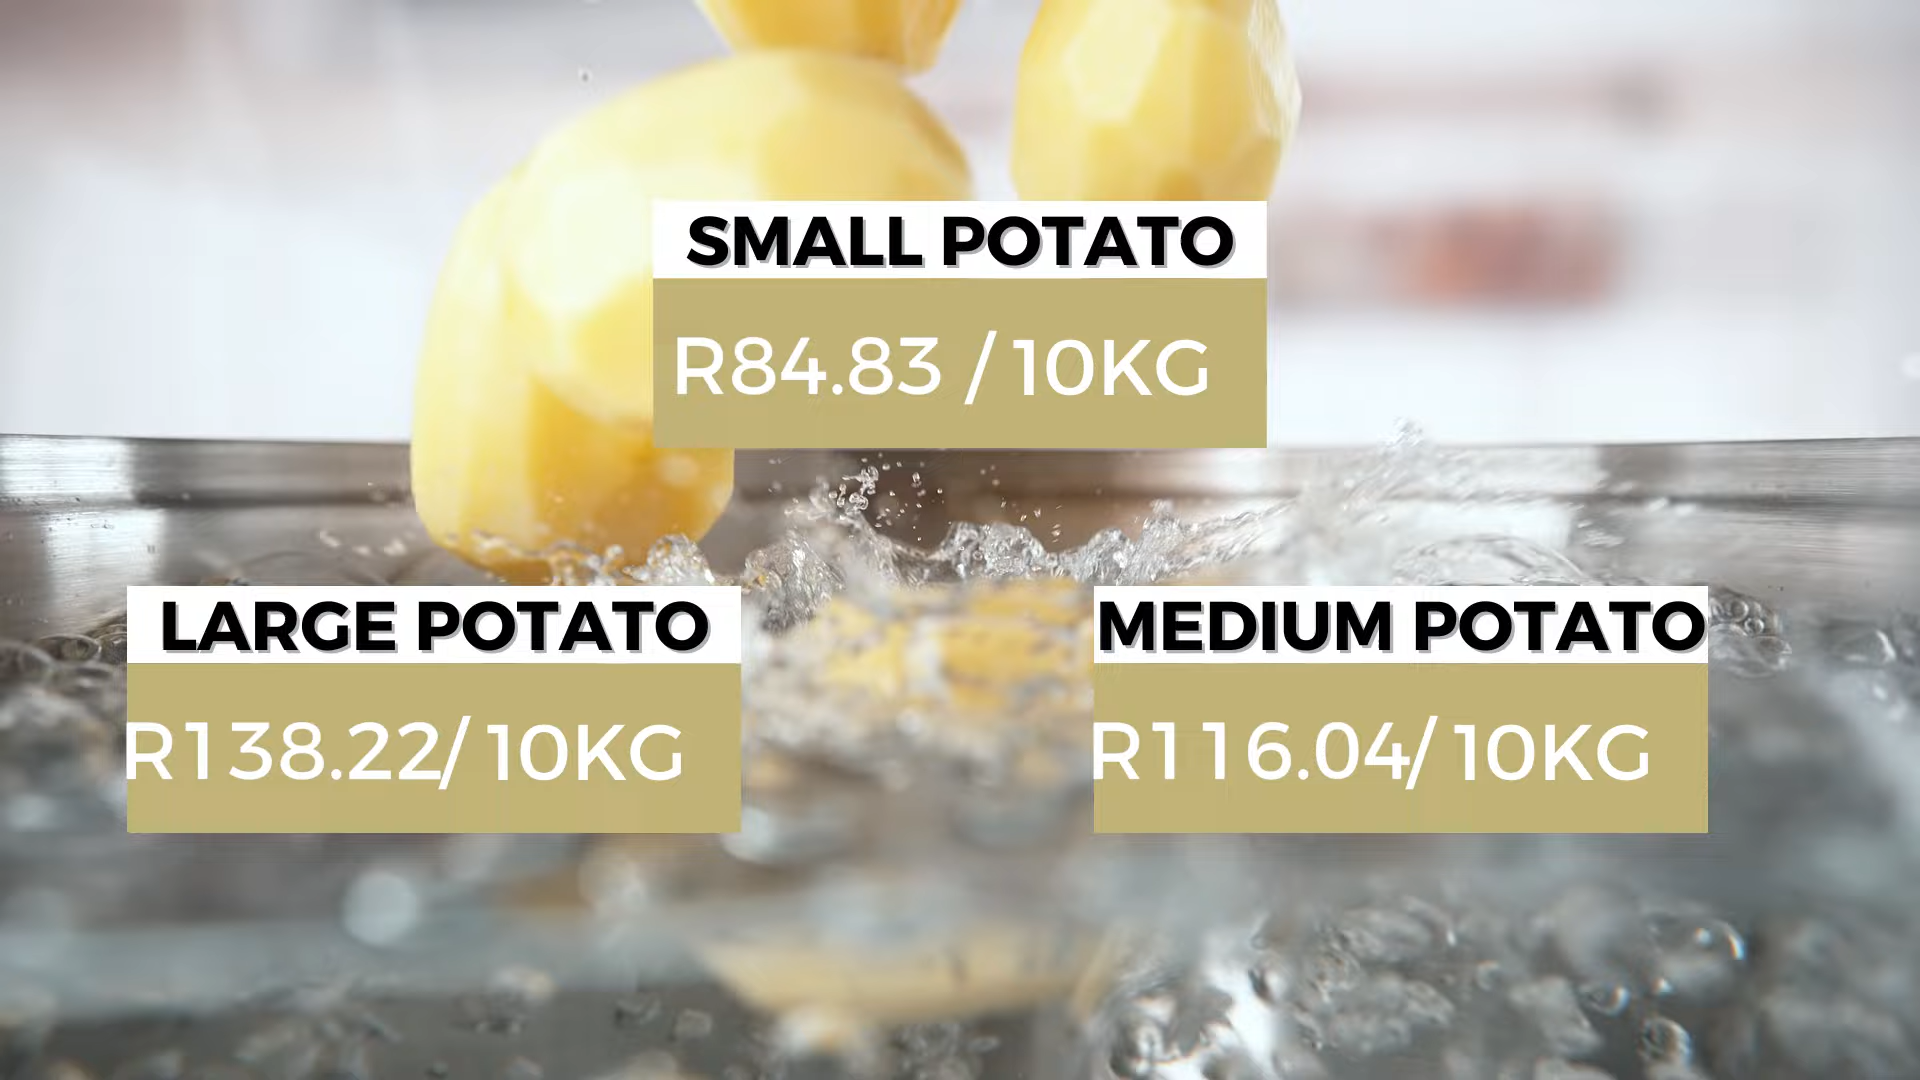 SMALL POTATO
R84.83 / 10KG
LARGE POTATO
R138.22/ 10KG
MEDIUM POTATO
R116.04/ 10KG